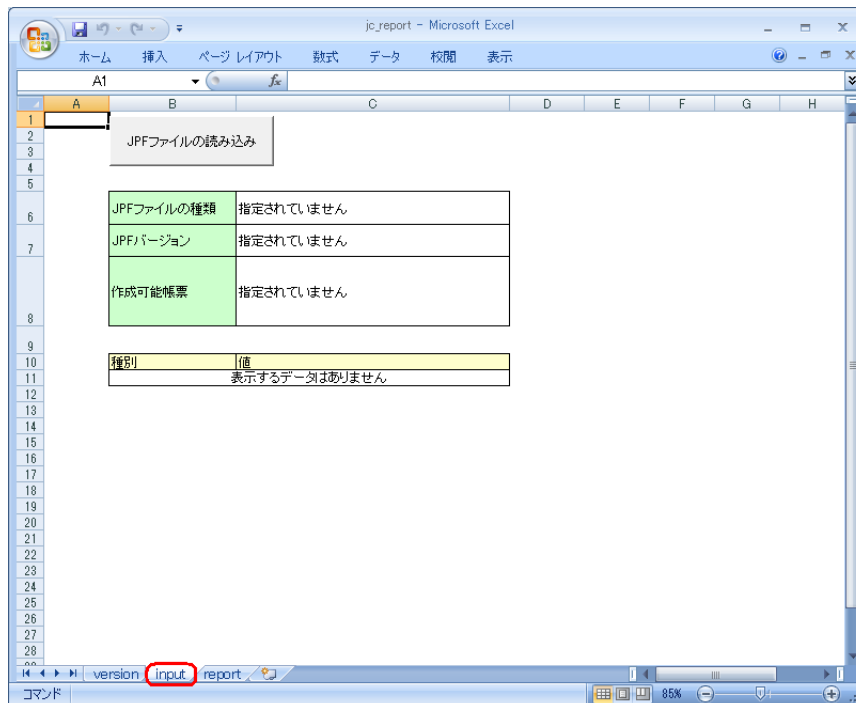 jc_report - Microsoft Excel
ホーム 挿入 ページ レイアウト 数式 データ 校閲 表示
A1 fx
A B C D E F G H
1
2
3
4
5
6
7
8
9
10
11
12
13
14
15
16
17
18
19
20
21
22
23
24
25
26
27
28
JPFファイルの読み込み
JPFファイルの種類 指定されていません
JPFバージョン 指定されていません
作成可能帳票 指定されていません
種別 値
表示するデータはありません
version input report
コマンド 85%